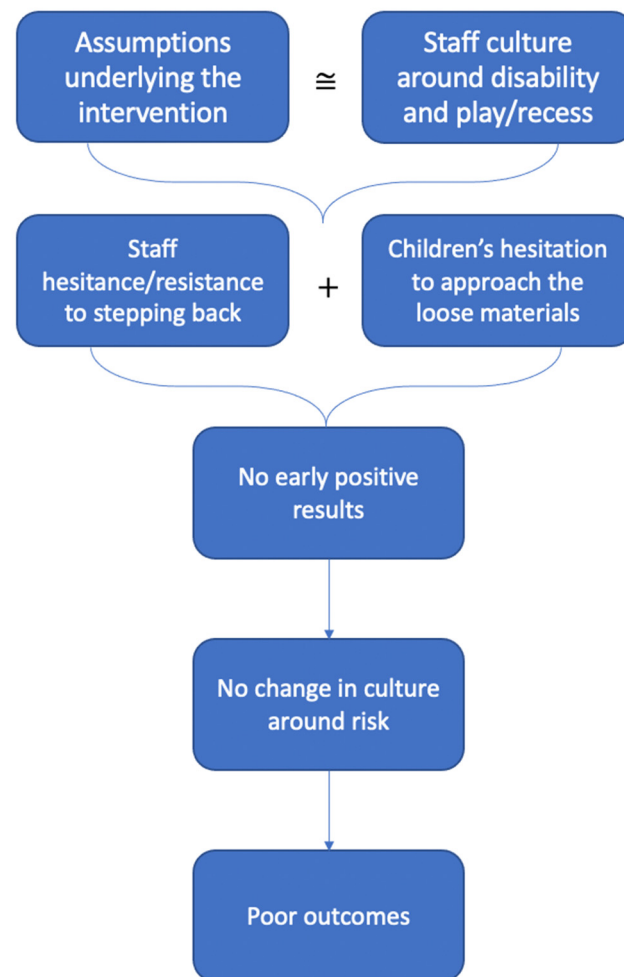 Assumptions
underlying the
intervention
≅
Staff culture
around disability
and play/recess
Staff
hesitance/resistance
to stepping back
+
Children’s hesitation
to approach the
loose materials
No early positive
results
No change in culture
around risk
Poor outcomes